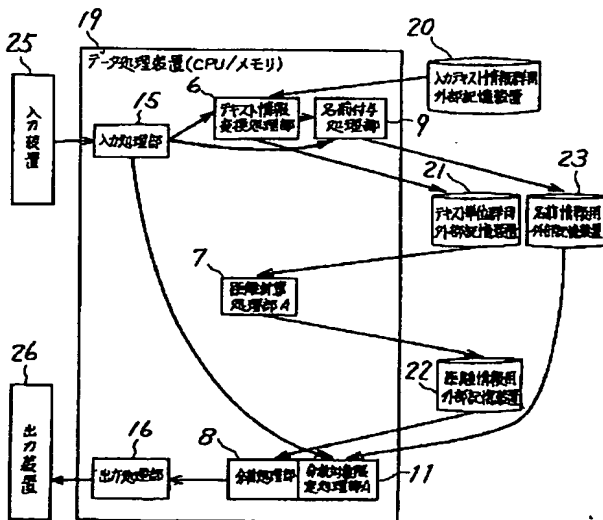 19
25
データ処理装置(CPU/メモリ)
20
6
入力テキスト情報群用
外部記憶装置
入力装置
15
テキスト情報
変換処理部
名前付与
処理部
9
入力処理部
21
23
テキスト単位群用
外部記憶装置
名前情報用
外部記憶装置
7
距離計算
処理部A
26
22
距離情報用
外部記憶装置
出力装置
16
8
出力処理部
分類処理部
分類対象限
定処理部A
11